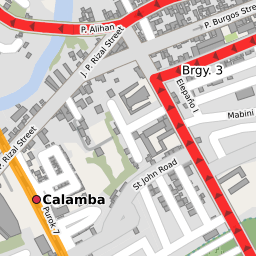 P. Alihan
P. Burgos Street
J. P. Rizal Street
Brgy. 3
Elepaño I
Mabini
P. Rizal Street
St. John Road
Calamba
Purok 7